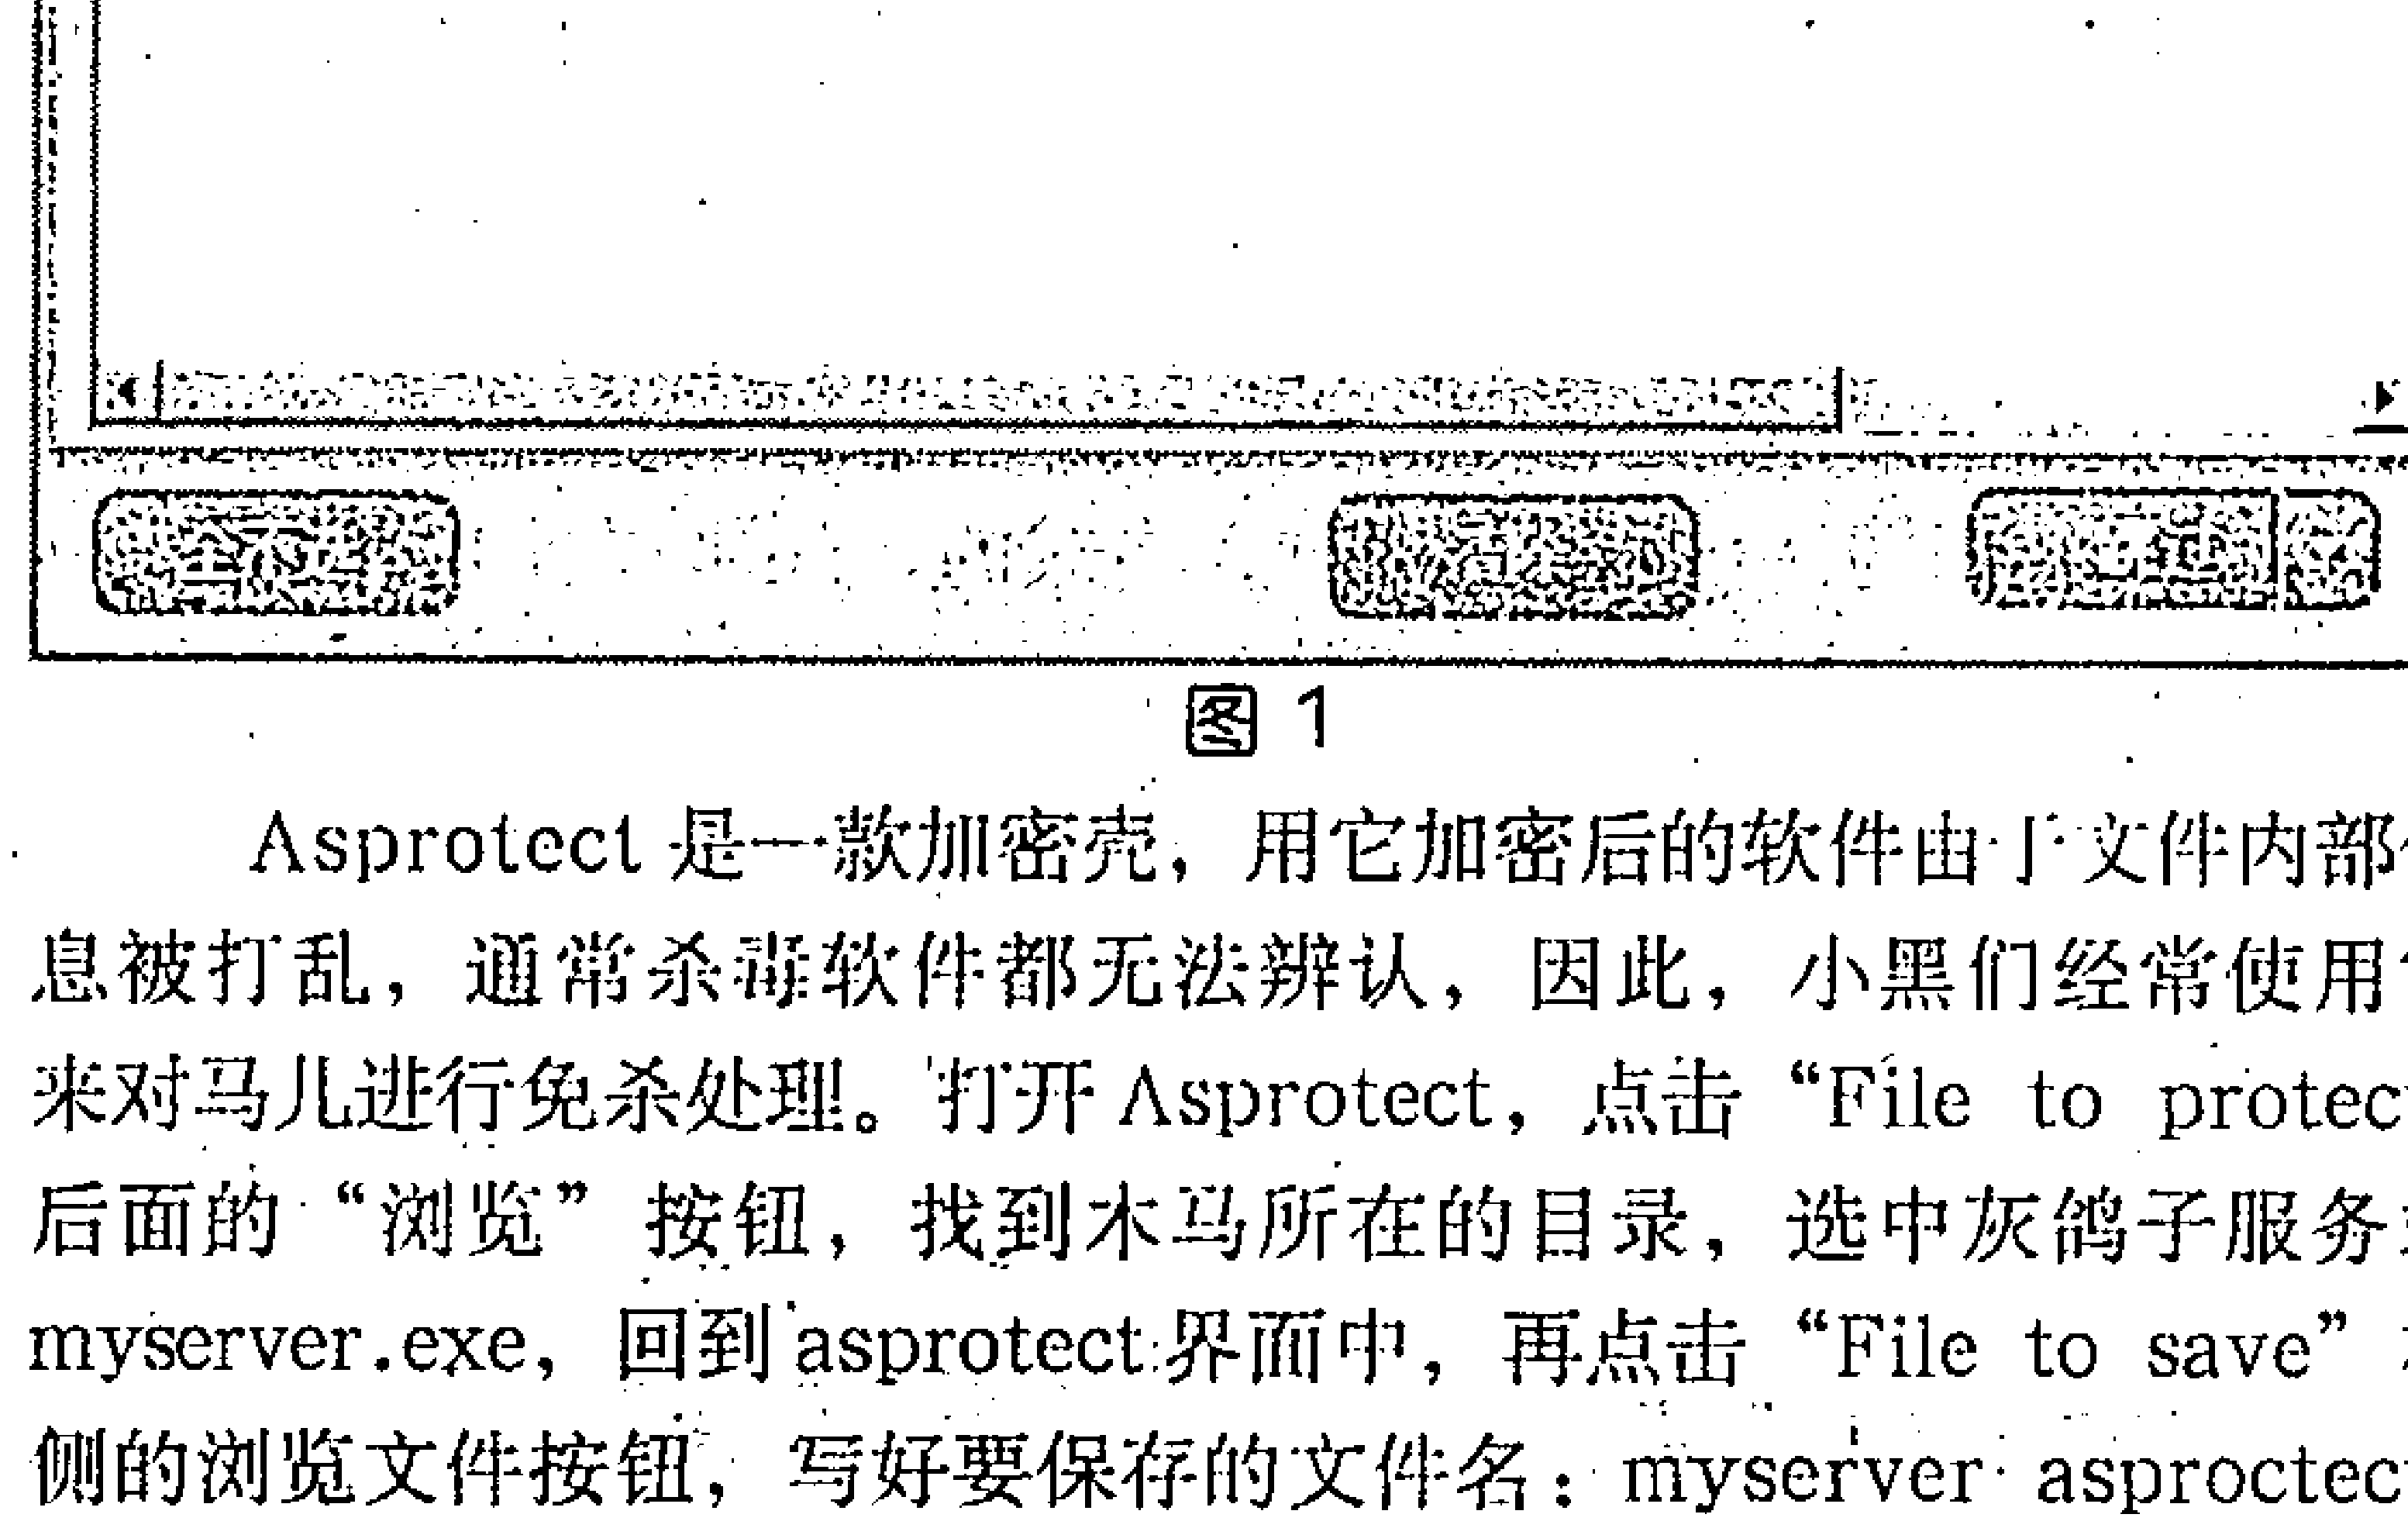 图 1
Asprotect 是一款加密壳，用它加密后的软件由于文件内部
息被打乱，通常杀毒软件都无法辨认，因此，小黑们经常使用
来对马儿进行免杀处理。打开 Asprotect，点击 “File to protec
后面的 “浏览” 按钮，找到木马所在的目录，选中灰鸽子服务
myserver.exe，回到 asprotect 界面中，再点击 “File to save”
侧的浏览文件按钮，写好要保存的文件名：myserver asproctec